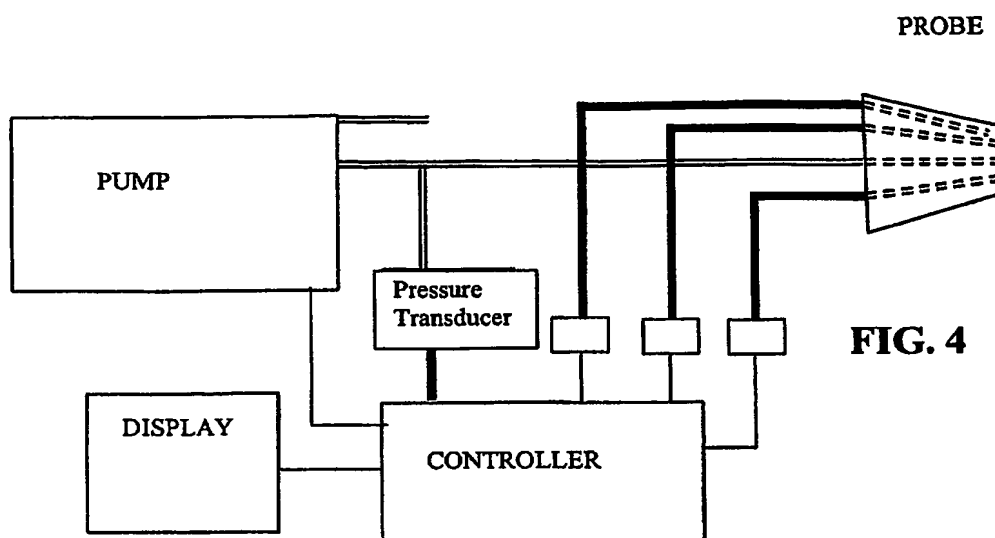 PROBE
PUMP
Pressure
Transducer
FIG. 4
DISPLAY
CONTROLLER